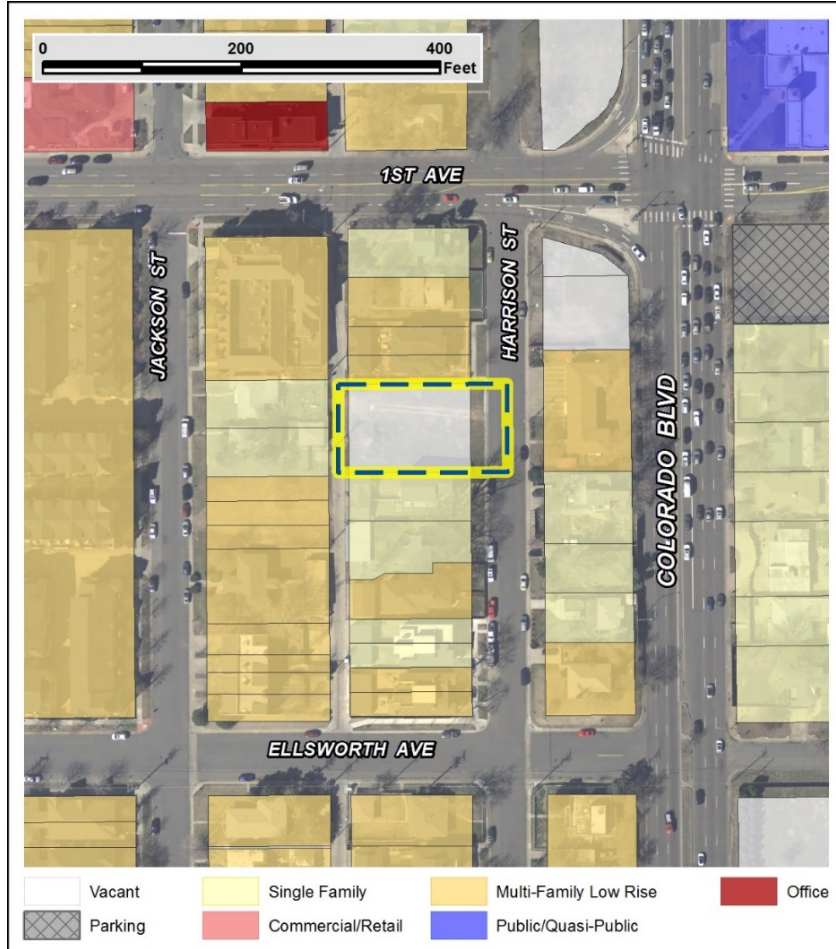 0 200 400
Feet
1ST AVE
JACKSON ST
HARRISON ST
COLORADO BLVD
ELLSWORTH AVE
Vacant Single Family Multi-Family Low Rise Office
Parking Commercial/Retail Public/Quasi-Public